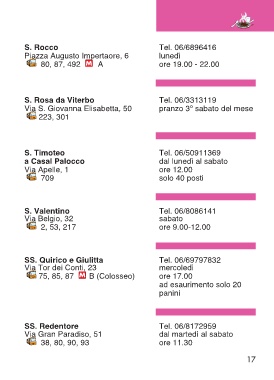 S. Rocco
Piazza Augusto Impertaore, 6
80, 87, 492 M A
Tel. 06/6896416
lunedì
ore 19.00 - 22.00
S. Rosa da Viterbo
Via S. Giovanna Elisabetta, 50
223, 301
Tel. 06/3313119
pranzo 3° sabato del mese
S. Timoteo
a Casal Palocco
Via Apelle, 1
709
Tel. 06/50911369
dal lunedì al sabato
ore 12.00
solo 40 posti
S. Valentino
Via Belgio, 32
2, 53, 217
Tel. 06/8086141
sabato
ore 9.00-12.00
SS. Quirico e Giulitta
Via Tor dei Conti, 23
75, 85, 87 M B (Colosseo)
Tel. 06/69797832
mercoledì
ore 17.00
ad esaurimento solo 20
panini
SS. Redentore
Via Gran Paradiso, 51
38, 80, 90, 93
Tel. 06/8172959
dal martedì al sabato
ore 11.30
17